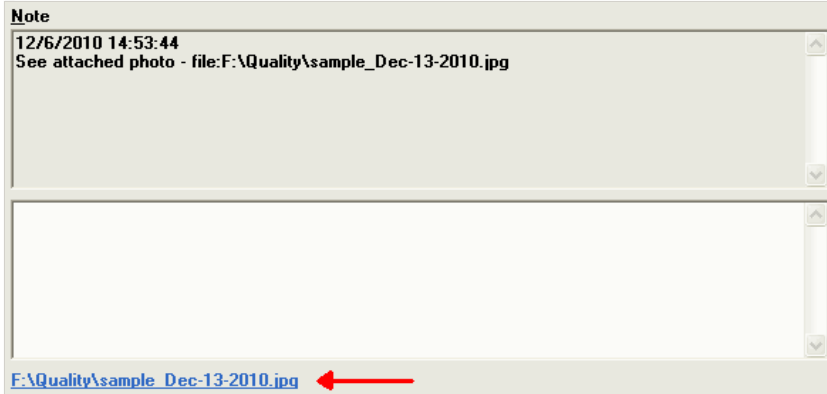 Note
12/6/2010 14:53:44
See attached photo - file:F:\Quality\sample_Dec-13-2010.jpg
F:\Quality\sample_Dec-13-2010.jpg